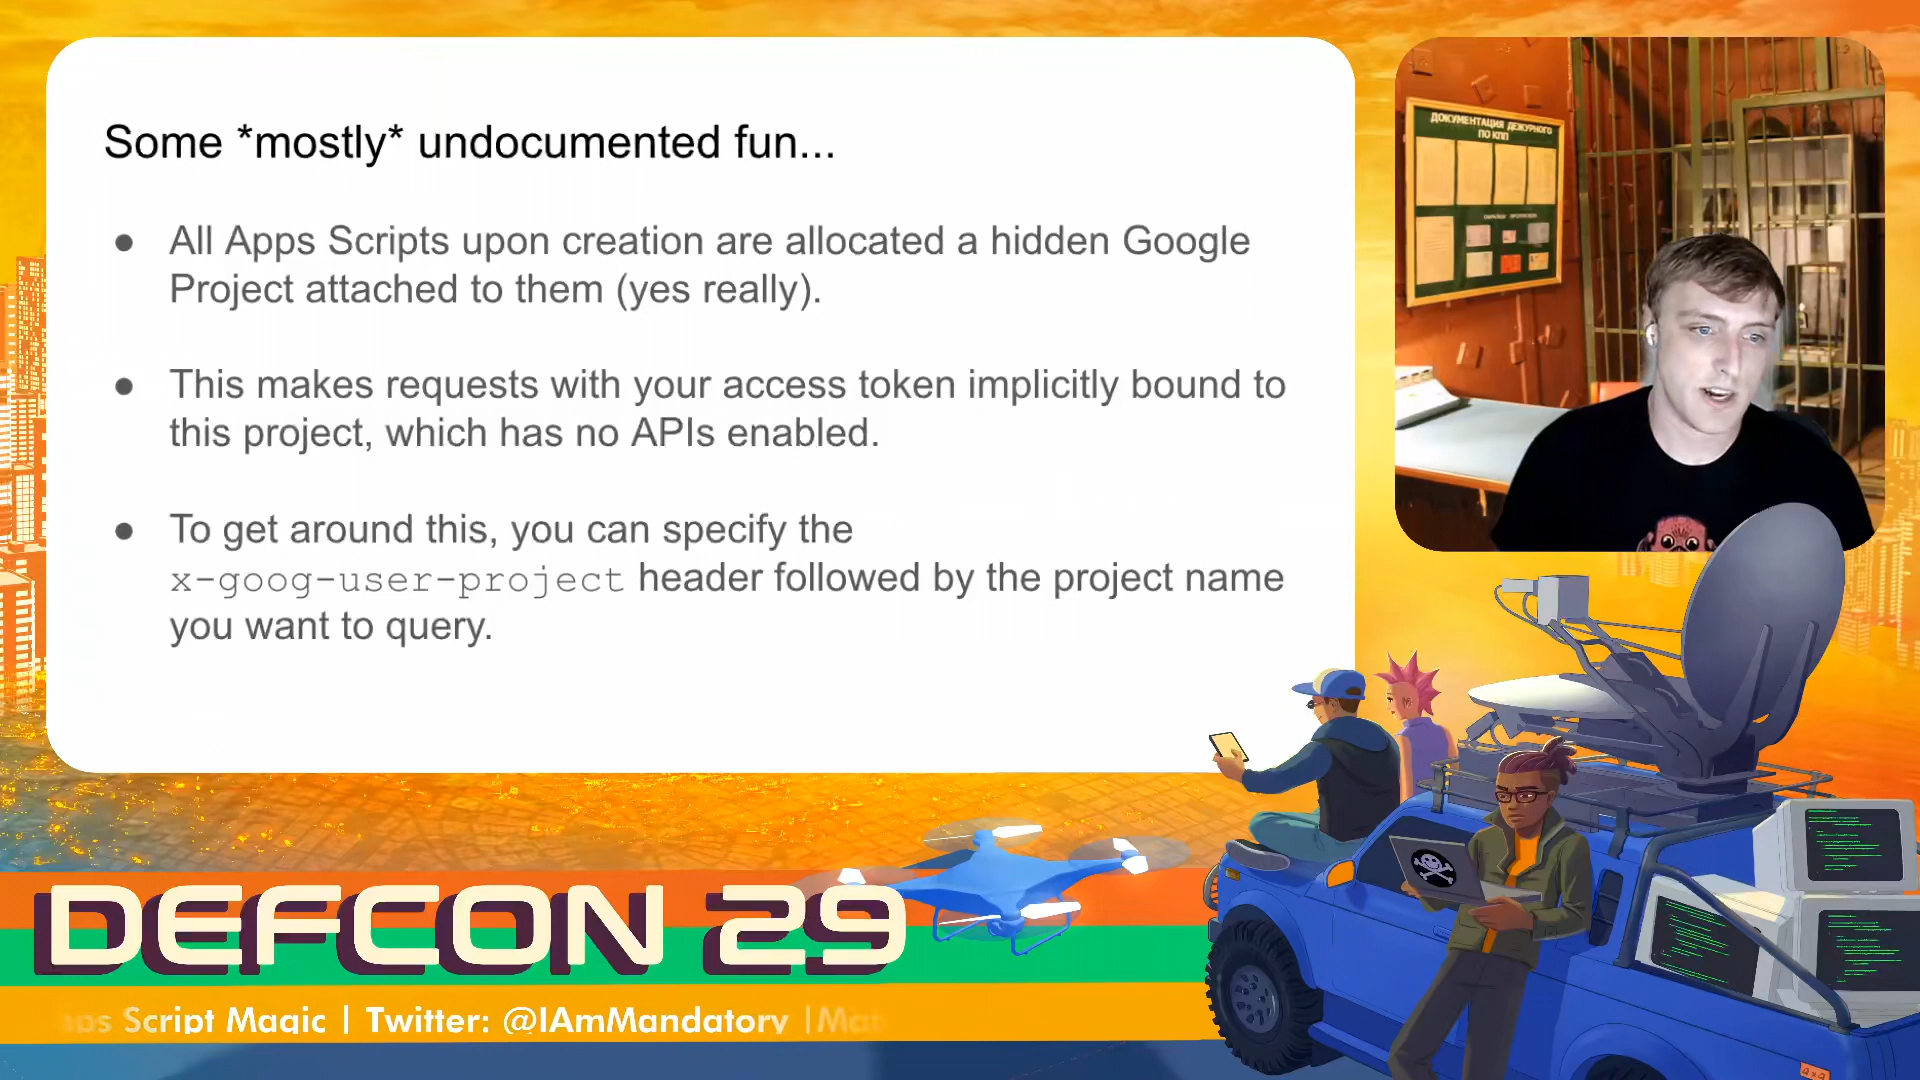 Some *mostly* undocumented fun...
● All Apps Scripts upon creation are allocated a hidden Google
Project attached to them (yes really).
● This makes requests with your access token implicitly bound to
this project, which has no APIs enabled.
● To get around this, you can specify the
x-goog-user-project header followed by the project name
you want to query.
ДОКУМЕНТАЦИЯ ДЕЖУРНОГО
ПО КПП
DEFCON 29
Script Magic | Twitter: @IAmMandatory |